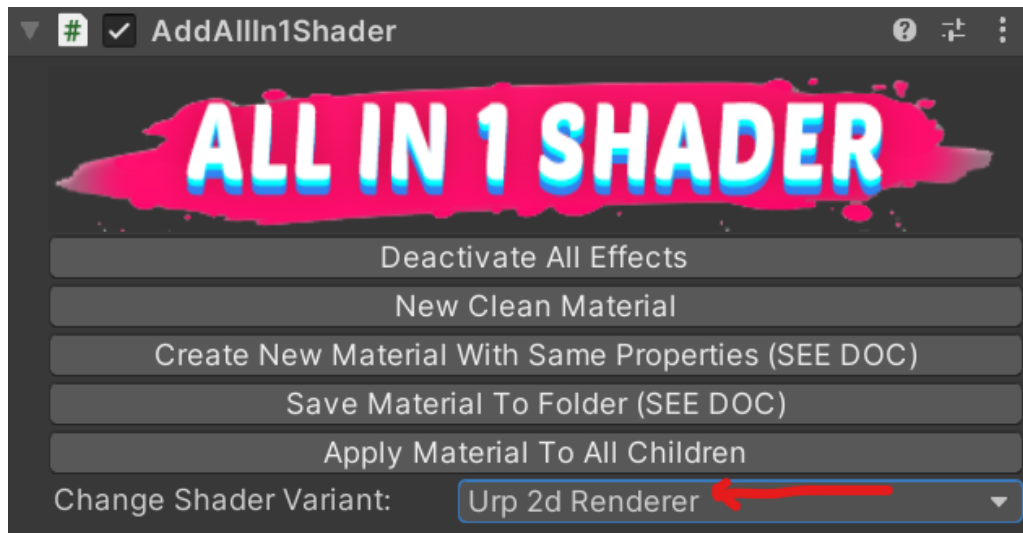 # AddAllIn1Shader
ALL IN 1 SHADER
Deactivate All Effects
New Clean Material
Create New Material With Same Properties (SEE DOC)
Save Material To Folder (SEE DOC)
Apply Material To All Children
Change Shader Variant: Urp 2d Renderer